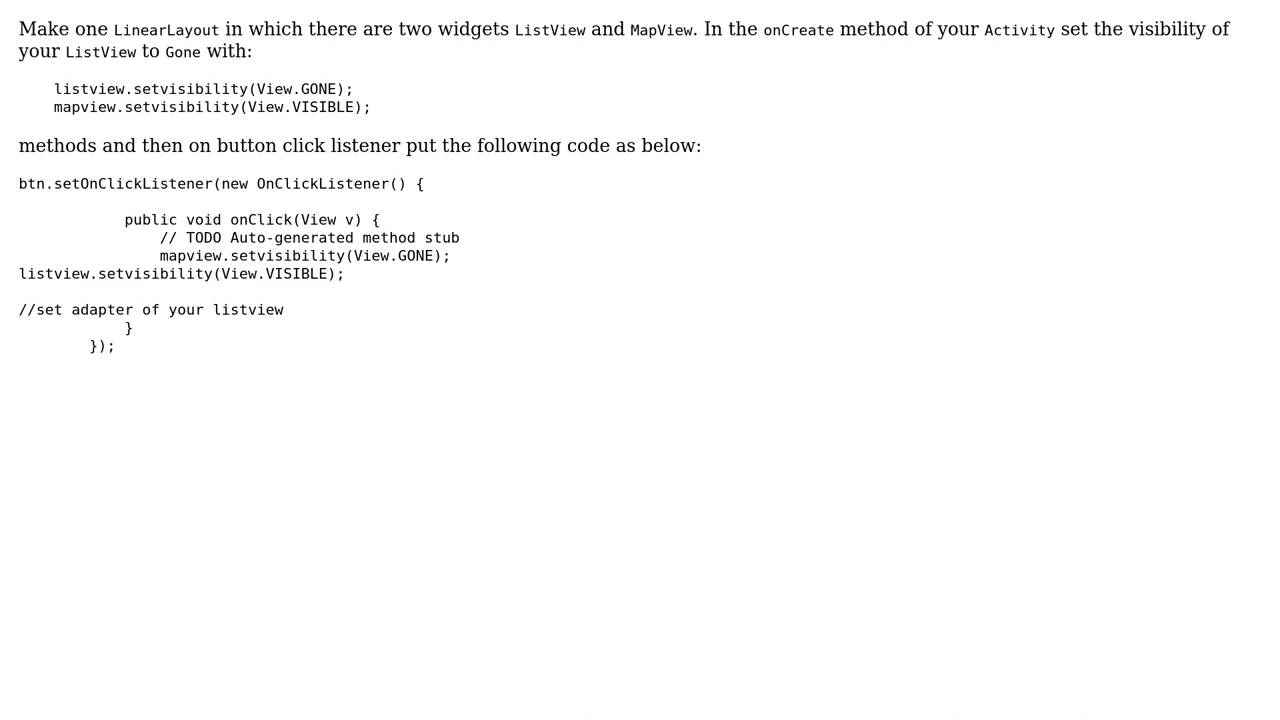 Make one LinearLayout in which there are two widgets ListView and MapView. In the onCreate method of your Activity set the visibility of
your ListView to Gone with:
    listview.setvisibility(View.GONE);
    mapview.setvisibility(View.VISIBLE);
methods and then on button click listener put the following code as below:
btn.setOnClickListener(new OnClickListener() {
            public void onClick(View v) {
                // TODO Auto-generated method stub
                mapview.setvisibility(View.GONE);
listview.setvisibility(View.VISIBLE);
//set adapter of your listview
            }
        });